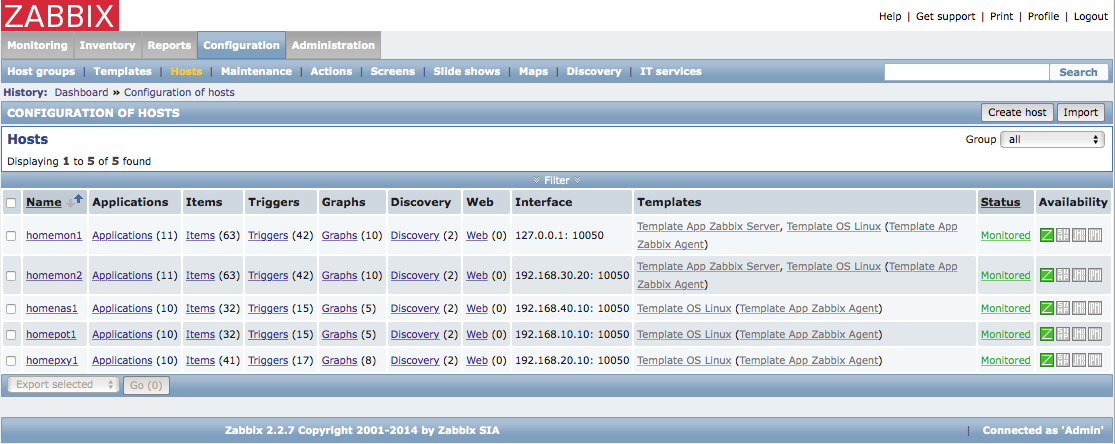 ZABBIX
Help | Get support | Print | Profile | Logout
Monitoring Inventory Reports Configuration Administration
Host groups | Templates | Hosts | Maintenance | Actions | Screens | Slide shows | Maps | Discovery | IT services Search
History: Dashboard » Configuration of hosts
CONFIGURATION OF HOSTS Create host Import
Hosts Group all
Displaying 1 to 5 of 5 found
Filter
Name Applications Items Triggers Graphs Discovery Web Interface Templates Status Availability
homemon1 Applications (11) Items (63) Triggers (42) Graphs (10) Discovery (2) Web (0) 127.0.0.1: 10050 Template App Zabbix Server, Template OS Linux (Template App
Zabbix Agent) Monitored Z
homemon2 Applications (11) Items (63) Triggers (42) Graphs (10) Discovery (2) Web (0) 192.168.30.20: 10050 Template App Zabbix Server, Template OS Linux (Template App
Zabbix Agent) Monitored Z
homenas1 Applications (10) Items (32) Triggers (15) Graphs (5) Discovery (2) Web (0) 192.168.40.10: 10050 Template OS Linux (Template App Zabbix Agent) Monitored Z
homepot1 Applications (10) Items (32) Triggers (15) Graphs (5) Discovery (2) Web (0) 192.168.10.10: 10050 Template OS Linux (Template App Zabbix Agent) Monitored Z
homepxy1 Applications (10) Items (41) Triggers (17) Graphs (8) Discovery (2) Web (0) 192.168.20.10: 10050 Template OS Linux (Template App Zabbix Agent) Monitored Z
Export selected Go (0)
Zabbix 2.2.7 Copyright 2001-2014 by Zabbix SIA | Connected as 'Admin'